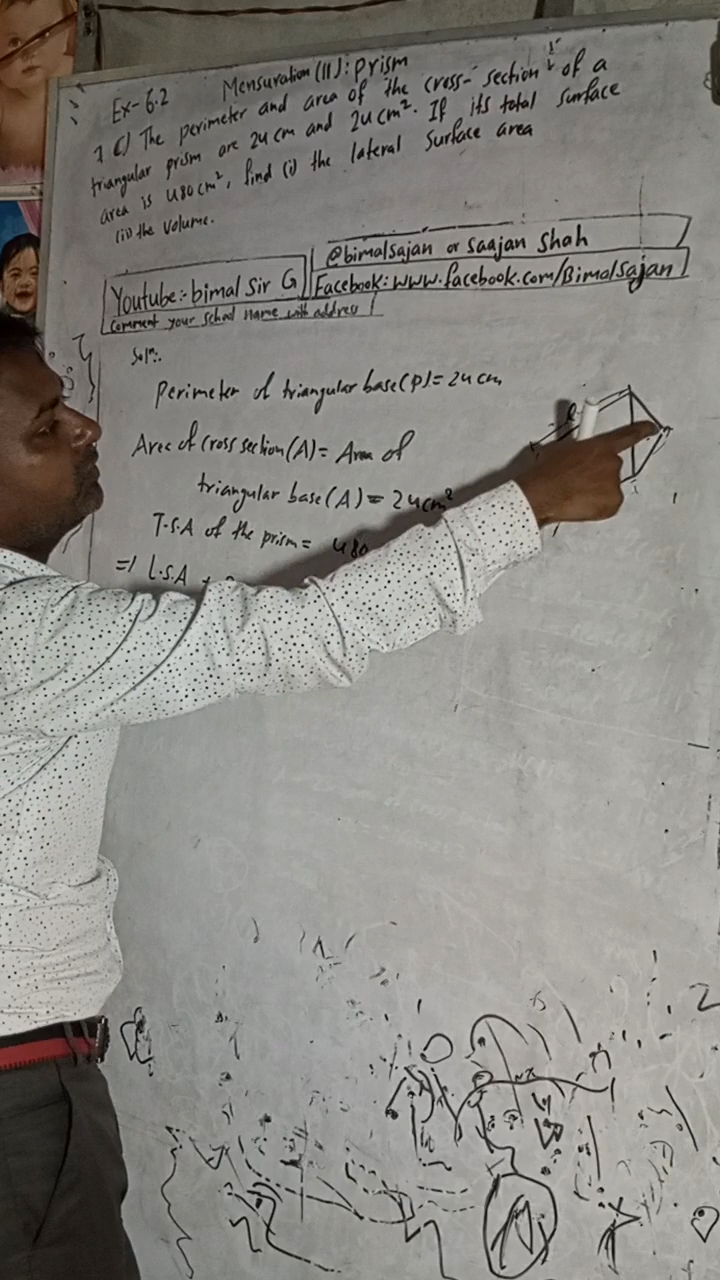 Ex-6.2 Mensuration (II): prism
7 c) The perimeter and area of the cross-section of a
triangular prism are 24 cm and 24 cm². If its total surface
area is 480 cm², find (i) the lateral surface area
(ii) the volume.
@bimalsajan or Saajan Shah
Youtube:- bimal Sir G
Facebook: www.facebook.com/Bimalsajan
Comment your school name with address
Solⁿ:.
Perimeter of triangular base(p) = 24 cm
Area of cross section(A) = Area of
triangular base(A) = 24cm²
T.S.A of the prism = 480
=) L.S.A +